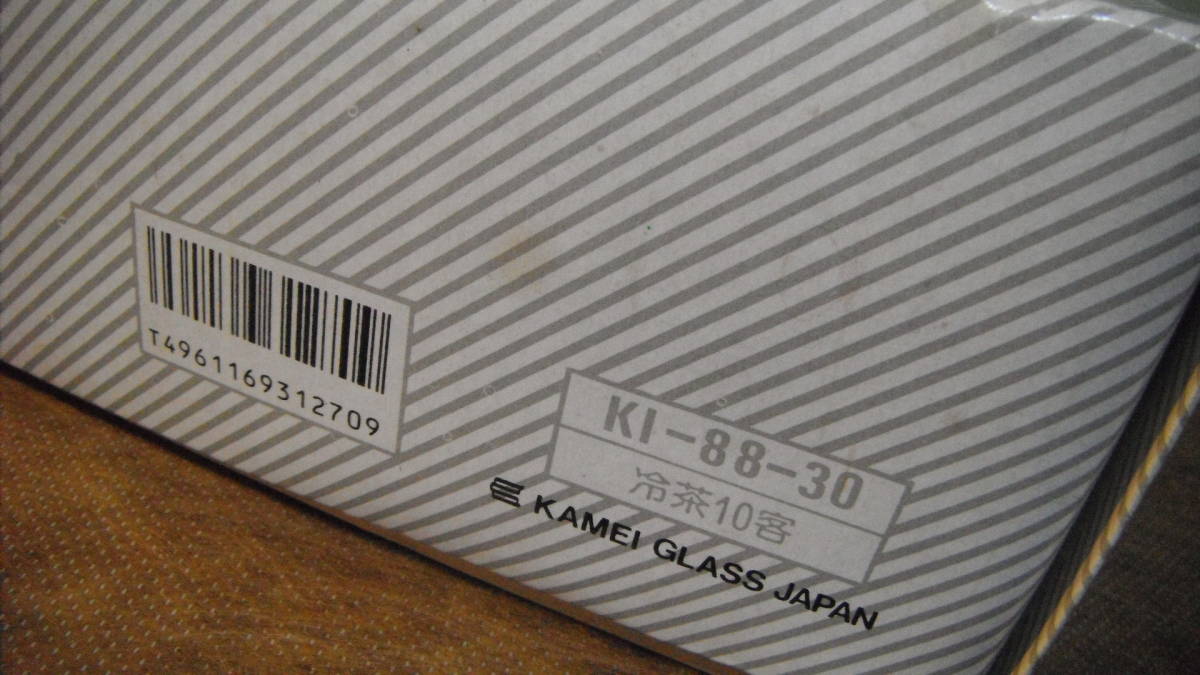 T4961169312709
KI-88-30
冷茶10客
KAMEI GLASS JAPAN